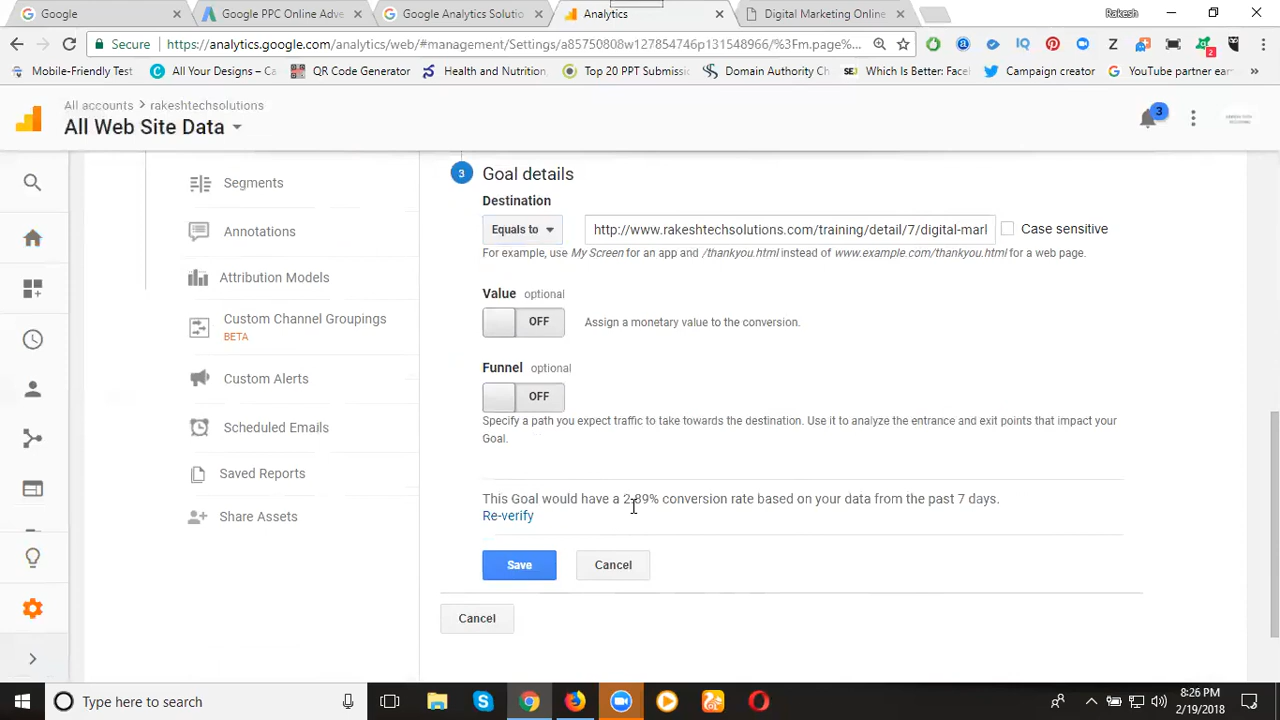 Google
Google PPC Online Adve
Google Analytics Solutio
Analytics
Digital Marketing Online
Rakesh
Secure
https://analytics.google.com/analytics/web/#management/Settings/a85750808w127854746p131548966/%3Fm.page%...
Mobile-Friendly Test
All Your Designs – Ca
QR Code Generator
Health and Nutrition
Top 20 PPT Submissi
Domain Authority Ch
SEJ
Which Is Better: Face
Campaign creator
YouTube partner earn
All accounts > rakeshtechsolutions
All Web Site Data
3
Segments
Annotations
Attribution Models
Custom Channel Groupings
BETA
Custom Alerts
Scheduled Emails
Saved Reports
Share Assets
3 Goal details
Destination
Equals to
http://www.rakeshtechsolutions.com/training/detail/7/digital-marl
Case sensitive
For example, use My Screen for an app and /thankyou.html instead of www.example.com/thankyou.html for a web page.
Value optional
OFF
Assign a monetary value to the conversion.
Funnel optional
OFF
Specify a path you expect traffic to take towards the destination. Use it to analyze the entrance and exit points that impact your
Goal.
This Goal would have a 2.89% conversion rate based on your data from the past 7 days.
Re-verify
Save
Cancel
Cancel
Type here to search
8:26 PM
2/19/2018